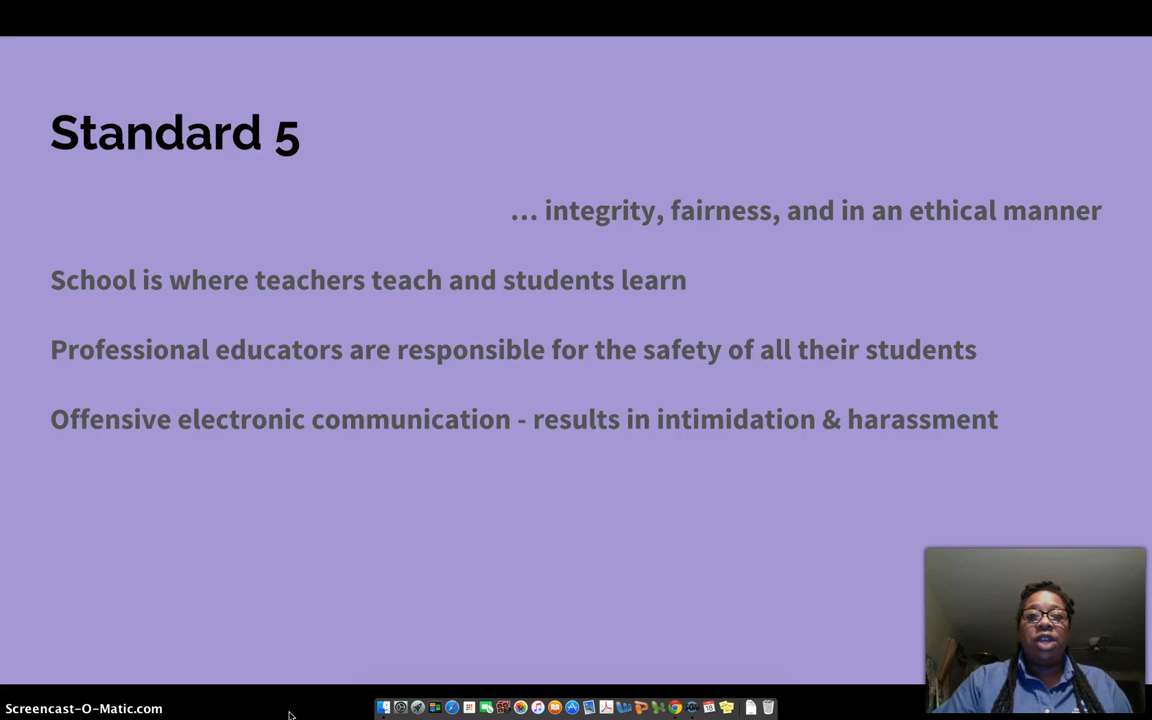 Standard 5
... integrity, fairness, and in an ethical manner
School is where teachers teach and students learn
Professional educators are responsible for the safety of all their students
Offensive electronic communication - results in intimidation & harassment
Screencast-O-Matic.com